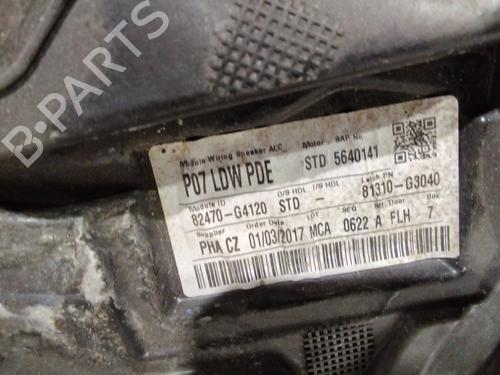 B-PARTS
Module Wiring Speaker ALC Motor SAP No
P07 LDW PDE STD 5640141
Module ID O/S HDL I/S HDL Latch PN
82470-G4120 STD - 81310-G3040
Supplier Order Date LOT SEQ Str Door Box
PHA CZ 01/03/2017 MCA 0622 A FLH 7